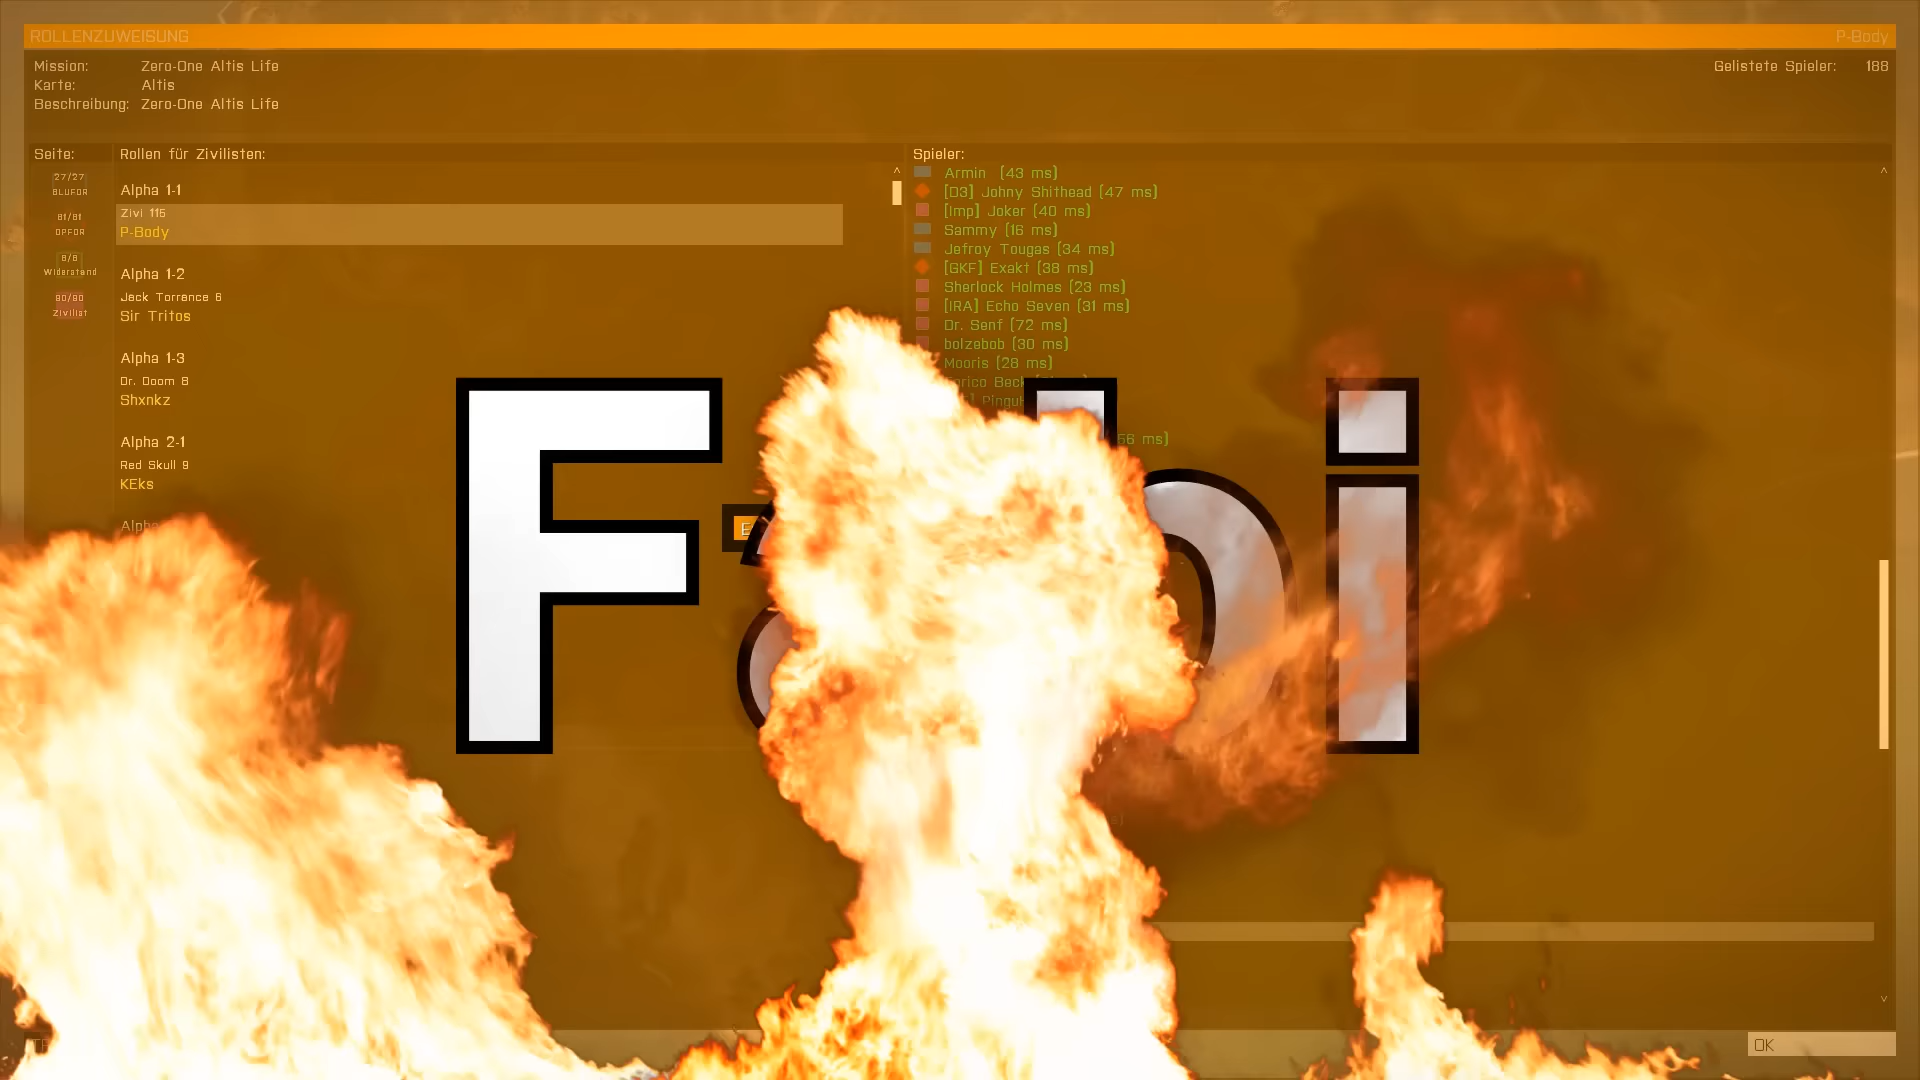 ROLLENZUWEISUNG
P-Body
Mission: Zero-One Altis Life
Gelistete Spieler: 188
Karte: Altis
Beschreibung: Zero-One Altis Life
Seite:
Rollen für Zivilisten:
Spieler:
27/27
BLUFOR
81/81
OPFOR
8/8
Widerstand
80/80
Zivilist
Alpha 1-1
Zivi 115
P-Body
Alpha 1-2
Jack Torrance 6
Sir Tritos
Alpha 1-3
Dr. Doom 8
Shxnkz
Alpha 2-1
Red Skull 9
KEks
Alpha
Armin (43 ms)
[D3] Johny Shithead (47 ms)
[Imp] Joker (40 ms)
Sammy (16 ms)
Jefroy Tougas (34 ms)
[GKF] Exakt (38 ms)
Sherlock Holmes (23 ms)
[IRA] Echo Seven (31 ms)
Dr. Senf (72 ms)
bolzebob (30 ms)
Mooris (28 ms)
Beck
56 ms)
Fabi
OK